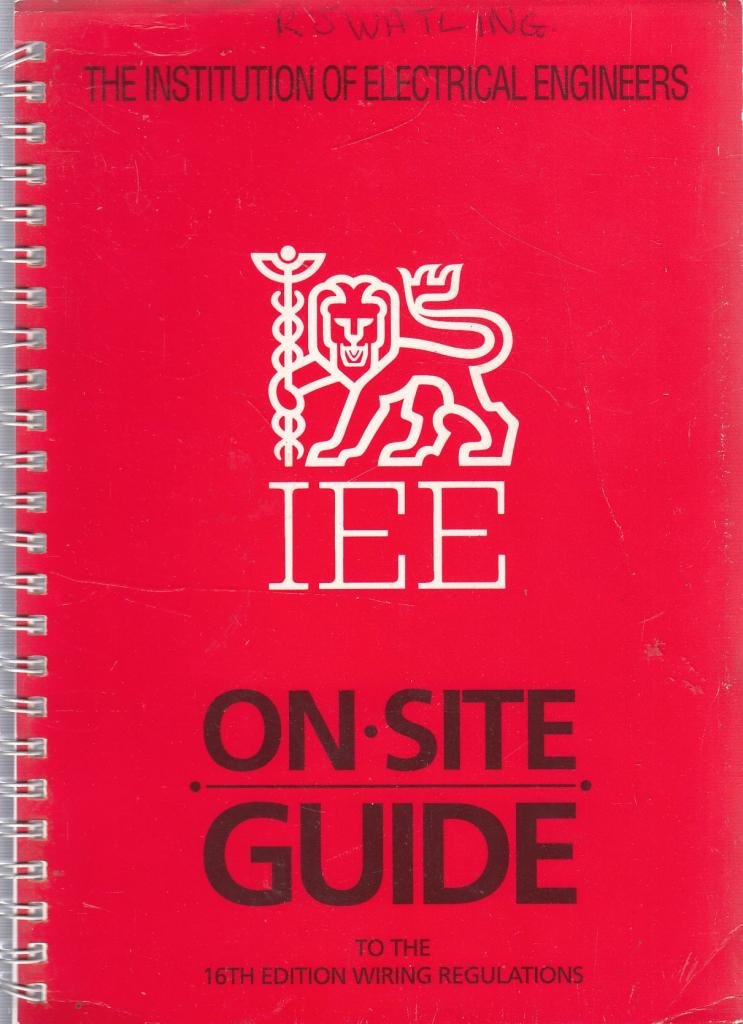 R J WATLING
THE INSTITUTION OF ELECTRICAL ENGINEERS
IEE
ON·SITE
GUIDE
TO THE
16TH EDITION WIRING REGULATIONS